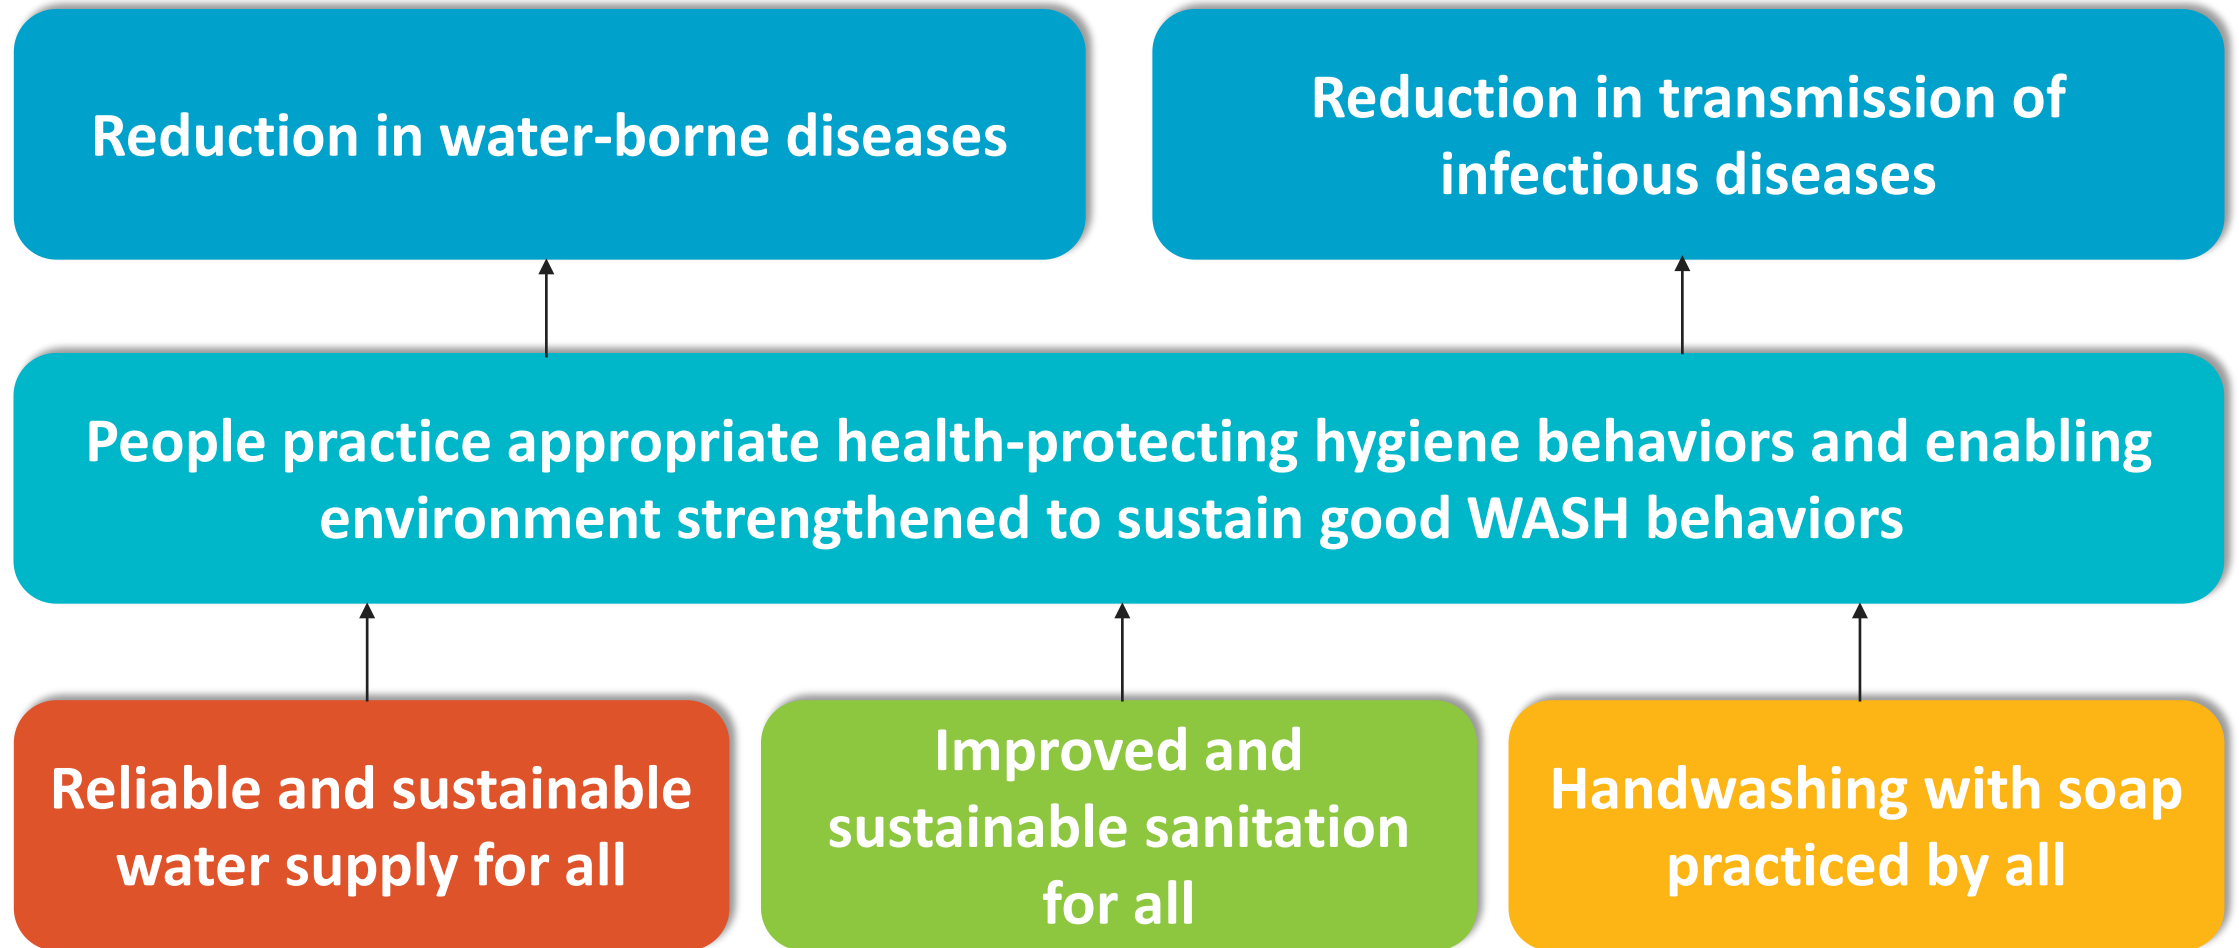 Reduction in water-borne diseases
Reduction in transmission of
infectious diseases
People practice appropriate health-protecting hygiene behaviors and enabling
environment strengthened to sustain good WASH behaviors
Reliable and sustainable
water supply for all
Improved and
sustainable sanitation
for all
Handwashing with soap
practiced by all